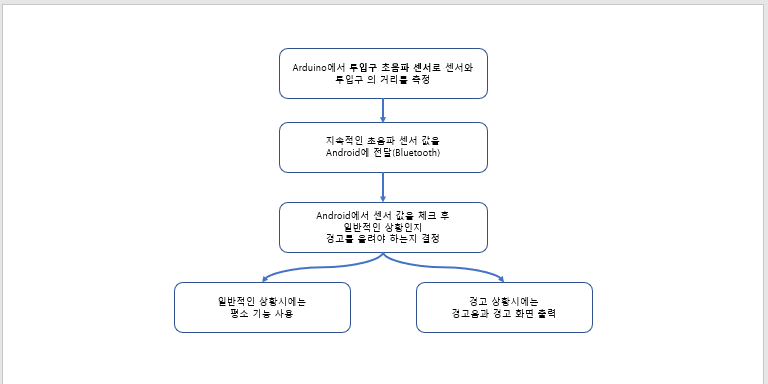 Arduino에서 투입구 초음파 센서로 센서와
투입구 의 거리를 측정
지속적인 초음파 센서 값을
Android에 전달(Bluetooth)
Android에서 센서 값을 체크 후
일반적인 상황인지
경고를 울려야 하는지 결정
일반적인 상황시에는
평소 기능 사용
경고 상황시에는
경고음과 경고 화면 출력